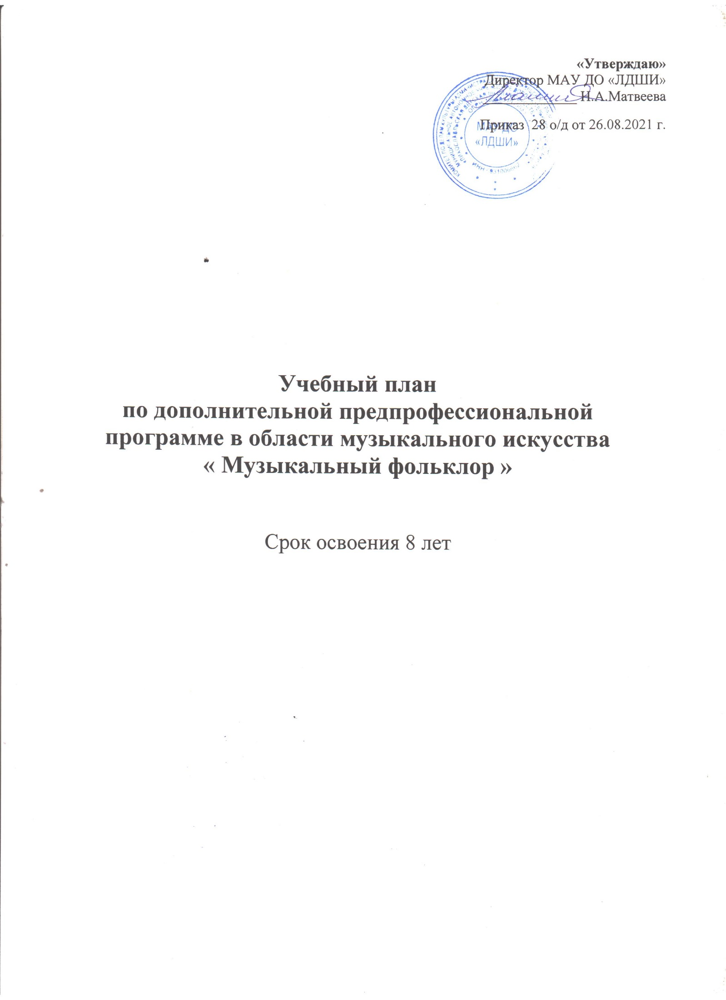 «Утверждаю»
Директор МАУ ДО «ЛДШИ»
Н.А.Матвеева
Приказ 28 о/д от 26.08.2021 г.
МАУ ДО
«ЛДШИ»
Учебный план
по дополнительной предпрофессиональной
программе в области музыкального искусства
« Музыкальный фольклор »
Срок освоения 8 лет